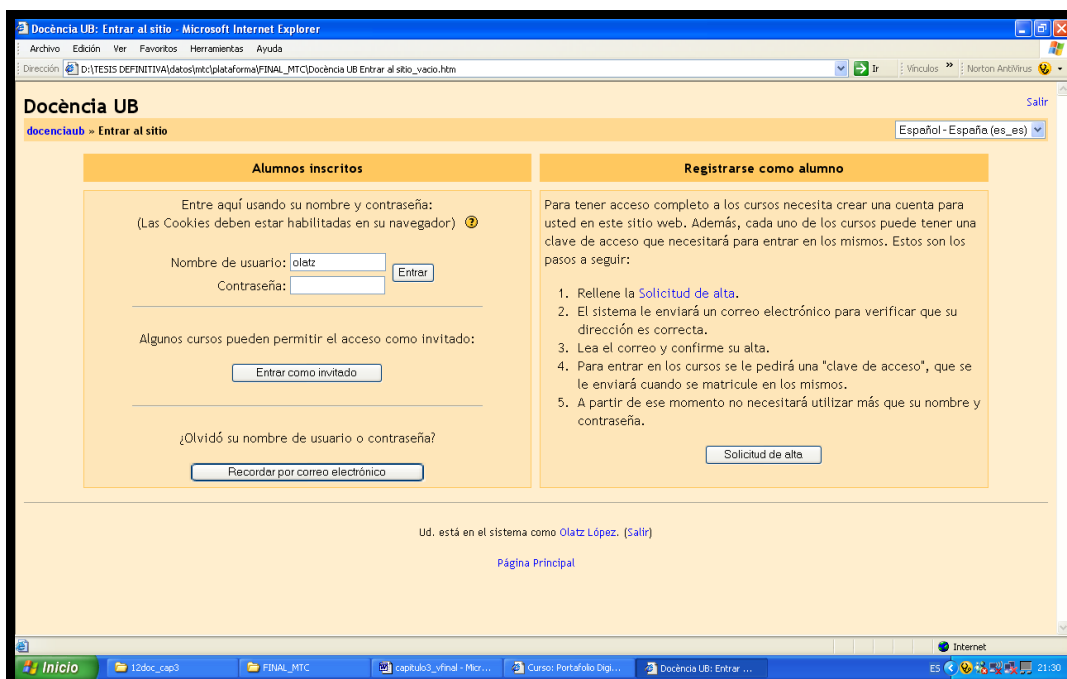 Docència UB: Entrar al sitio - Microsoft Internet Explorer
Archivo Edición Ver Favoritos Herramientas Ayuda
Dirección D:\TESIS DEFINITIVA\datos\mtc\plataforma\FINAL_MTC\Docència UB Entrar al sitio_vacio.htm Ir Vínculos » Norton AntiVirus
Docència UB
Salir
docenciaub » Entrar al sitio
Español - España (es_es)
Alumnos inscritos
Entre aquí usando su nombre y contraseña:
(Las Cookies deben estar habilitadas en su navegador) ?
Nombre de usuario: olatz
Contraseña:
Entrar
Algunos cursos pueden permitir el acceso como invitado:
Entrar como invitado
¿Olvidó su nombre de usuario o contraseña?
Recordar por correo electrónico
Registrarse como alumno
Para tener acceso completo a los cursos necesita crear una cuenta para
usted en este sitio web. Además, cada uno de los cursos puede tener una
clave de acceso que necesitará para entrar en los mismos. Estos son los
pasos a seguir:
1. Rellene la Solicitud de alta.
2. El sistema le enviará un correo electrónico para verificar que su
dirección es correcta.
3. Lea el correo y confirme su alta.
4. Para entrar en los cursos se le pedirá una "clave de acceso", que se
le enviará cuando se matricule en los mismos.
5. A partir de ese momento no necesitará utilizar más que su nombre y
contraseña.
Solicitud de alta
Ud. está en el sistema como Olatz López. (Salir)
Página Principal
Internet
Inicio 12doc_cap3 FINAL_MTC capitulo3_vfinal - Micr... Curso: Portafolio Digi... Docència UB: Entrar ... ES 21:30